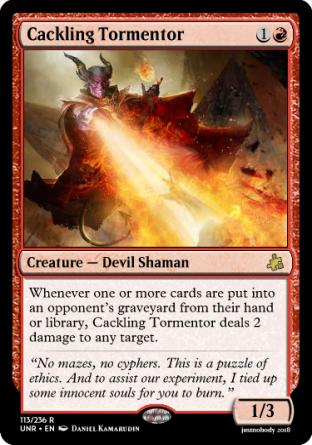 Cackling Tormentor 1
Creature — Devil Shaman
Whenever one or more cards are put into
an opponent's graveyard from their hand
or library, Cackling Tormentor deals 2
damage to any target.
“No mazes, no cyphers. This is a puzzle of
ethics. And to assist our experiment, I tied up
some innocent souls for you to burn.”
1/3
113/236 R
UNR • EN Daniel Kamarudin
justnobody 2018